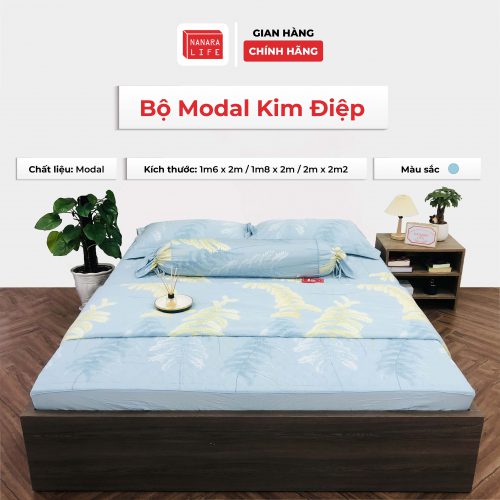 NANARA
LIFE
GIAN HÀNG
CHÍNH HÃNG
Bộ Modal Kim Điệp
Chất liệu: Modal
Kích thước: 1m6 x 2m / 1m8 x 2m / 2m x 2m2
Màu sắc